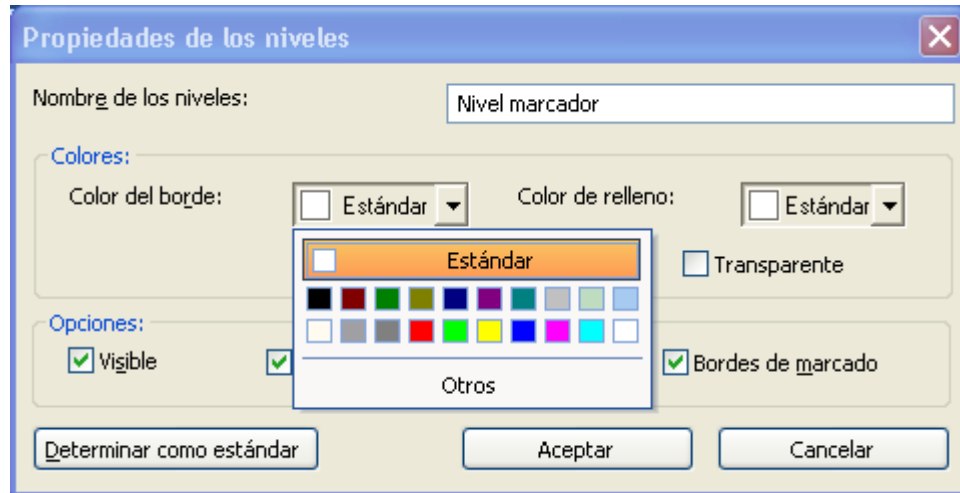 Propiedades de los niveles
Nombre de los niveles: Nivel marcador
Colores:
Color del borde: Estándar Color de relleno: Estándar
Estándar
Transparente
Opciones:
Visible Bordes de marcado
Otros
Determinar como estándar Aceptar Cancelar